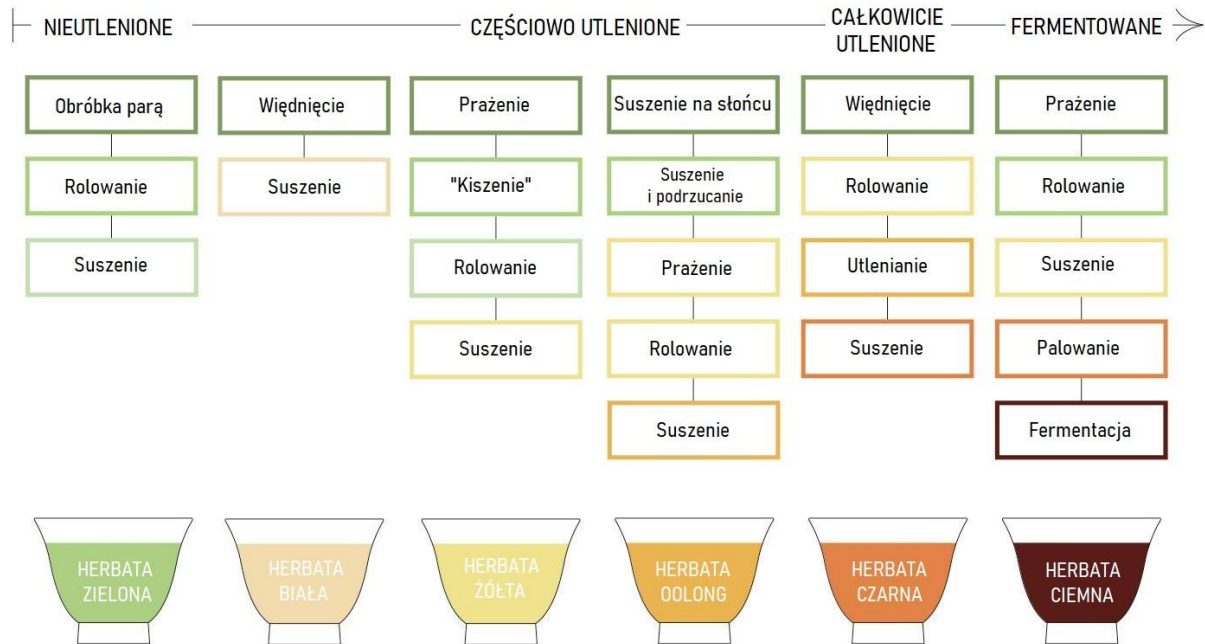 NIEUTLENIONE
CZĘŚCIOWO UTLENIONE
CAŁKOWICIE
UTLENIONE
FERMENTOWANE
Obróbka parą
Rolowanie
Suszenie
Więdnięcie
Suszenie
Prażenie
"Kiszenie"
Rolowanie
Suszenie
Suszenie na słońcu
Suszenie
i podrzucanie
Prażenie
Rolowanie
Suszenie
Więdnięcie
Rolowanie
Utlenianie
Suszenie
Prażenie
Rolowanie
Suszenie
Palowanie
Fermentacja
HERBATA
ZIELONA
HERBATA
BIAŁA
HERBATA
ŻÓŁTA
HERBATA
OOLONG
HERBATA
CZARNA
HERBATA
CIEMNA